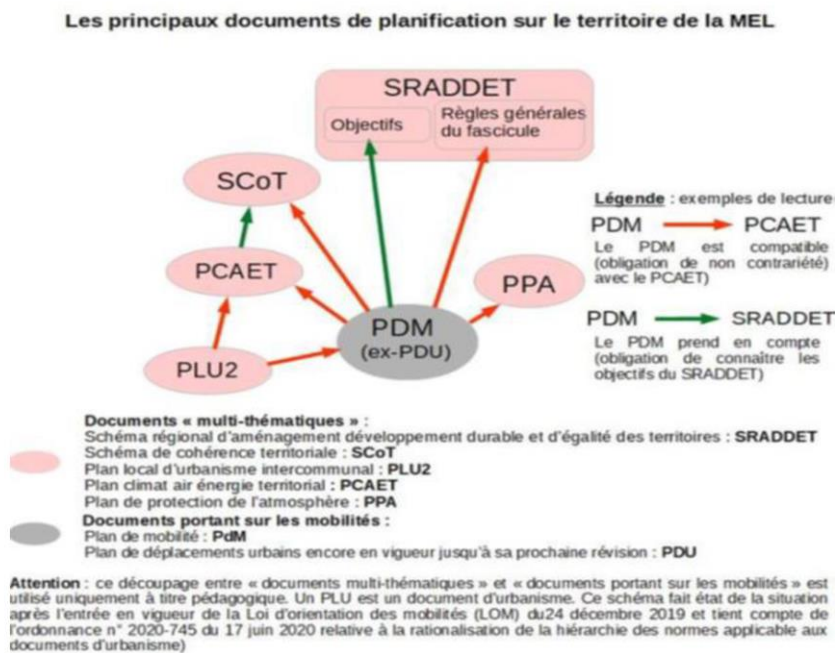 Les principaux documents de planification sur le territoire de la MEL
SRADDET
Objectifs
Règles générales
du fascicule
SCoT
PCAET
PLU2
PDM
(ex-PDU)
PPA
Légende : exemples de lecture
PDM PCAET
Le PDM est compatible
(obligation de non contrariété)
avec le PCAET)
PDM SRADDET
Le PDM prend en compte
(obligation de connaître les
objectifs du SRADDET)
Documents « multi-thématiques » :
Schéma régional d'aménagement développement durable et d'égalité des territoires : SRADDET
Schéma de cohérence territoriale : SCoT
Plan local d'urbanisme intercommunal : PLU2
Plan climat air énergie territorial : PCAET
Plan de protection de l'atmosphère : PPA
Documents portant sur les mobilités :
Plan de mobilité : PdM
Plan de déplacements urbains encore en vigueur jusqu'à sa prochaine révision : PDU
Attention : ce découpage entre « documents multi-thématiques » et « documents portant sur les mobilités » est
utilisé uniquement à titre pédagogique. Un PLU est un document d'urbanisme. Ce schéma fait état de la situation
après l'entrée en vigueur de la Loi d'orientation des mobilités (LOM) du24 décembre 2019 et tient compte de
l'ordonnance n° 2020-745 du 17 juin 2020 relative à la rationalisation de la hiérarchie des normes applicable aux
documents d'urbanisme)